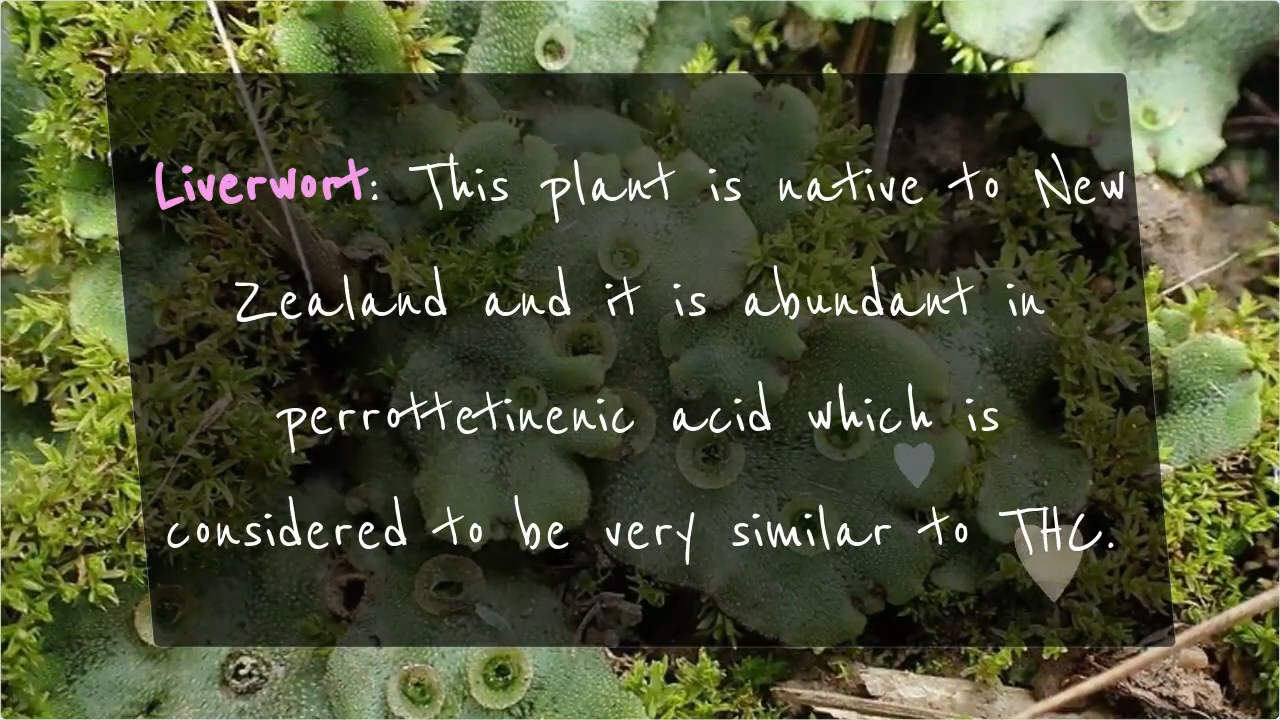 Liverwort: This plant is native to New
Zealand and it is abundant in
perrottetinenic acid which is
considered to be very similar to THC.